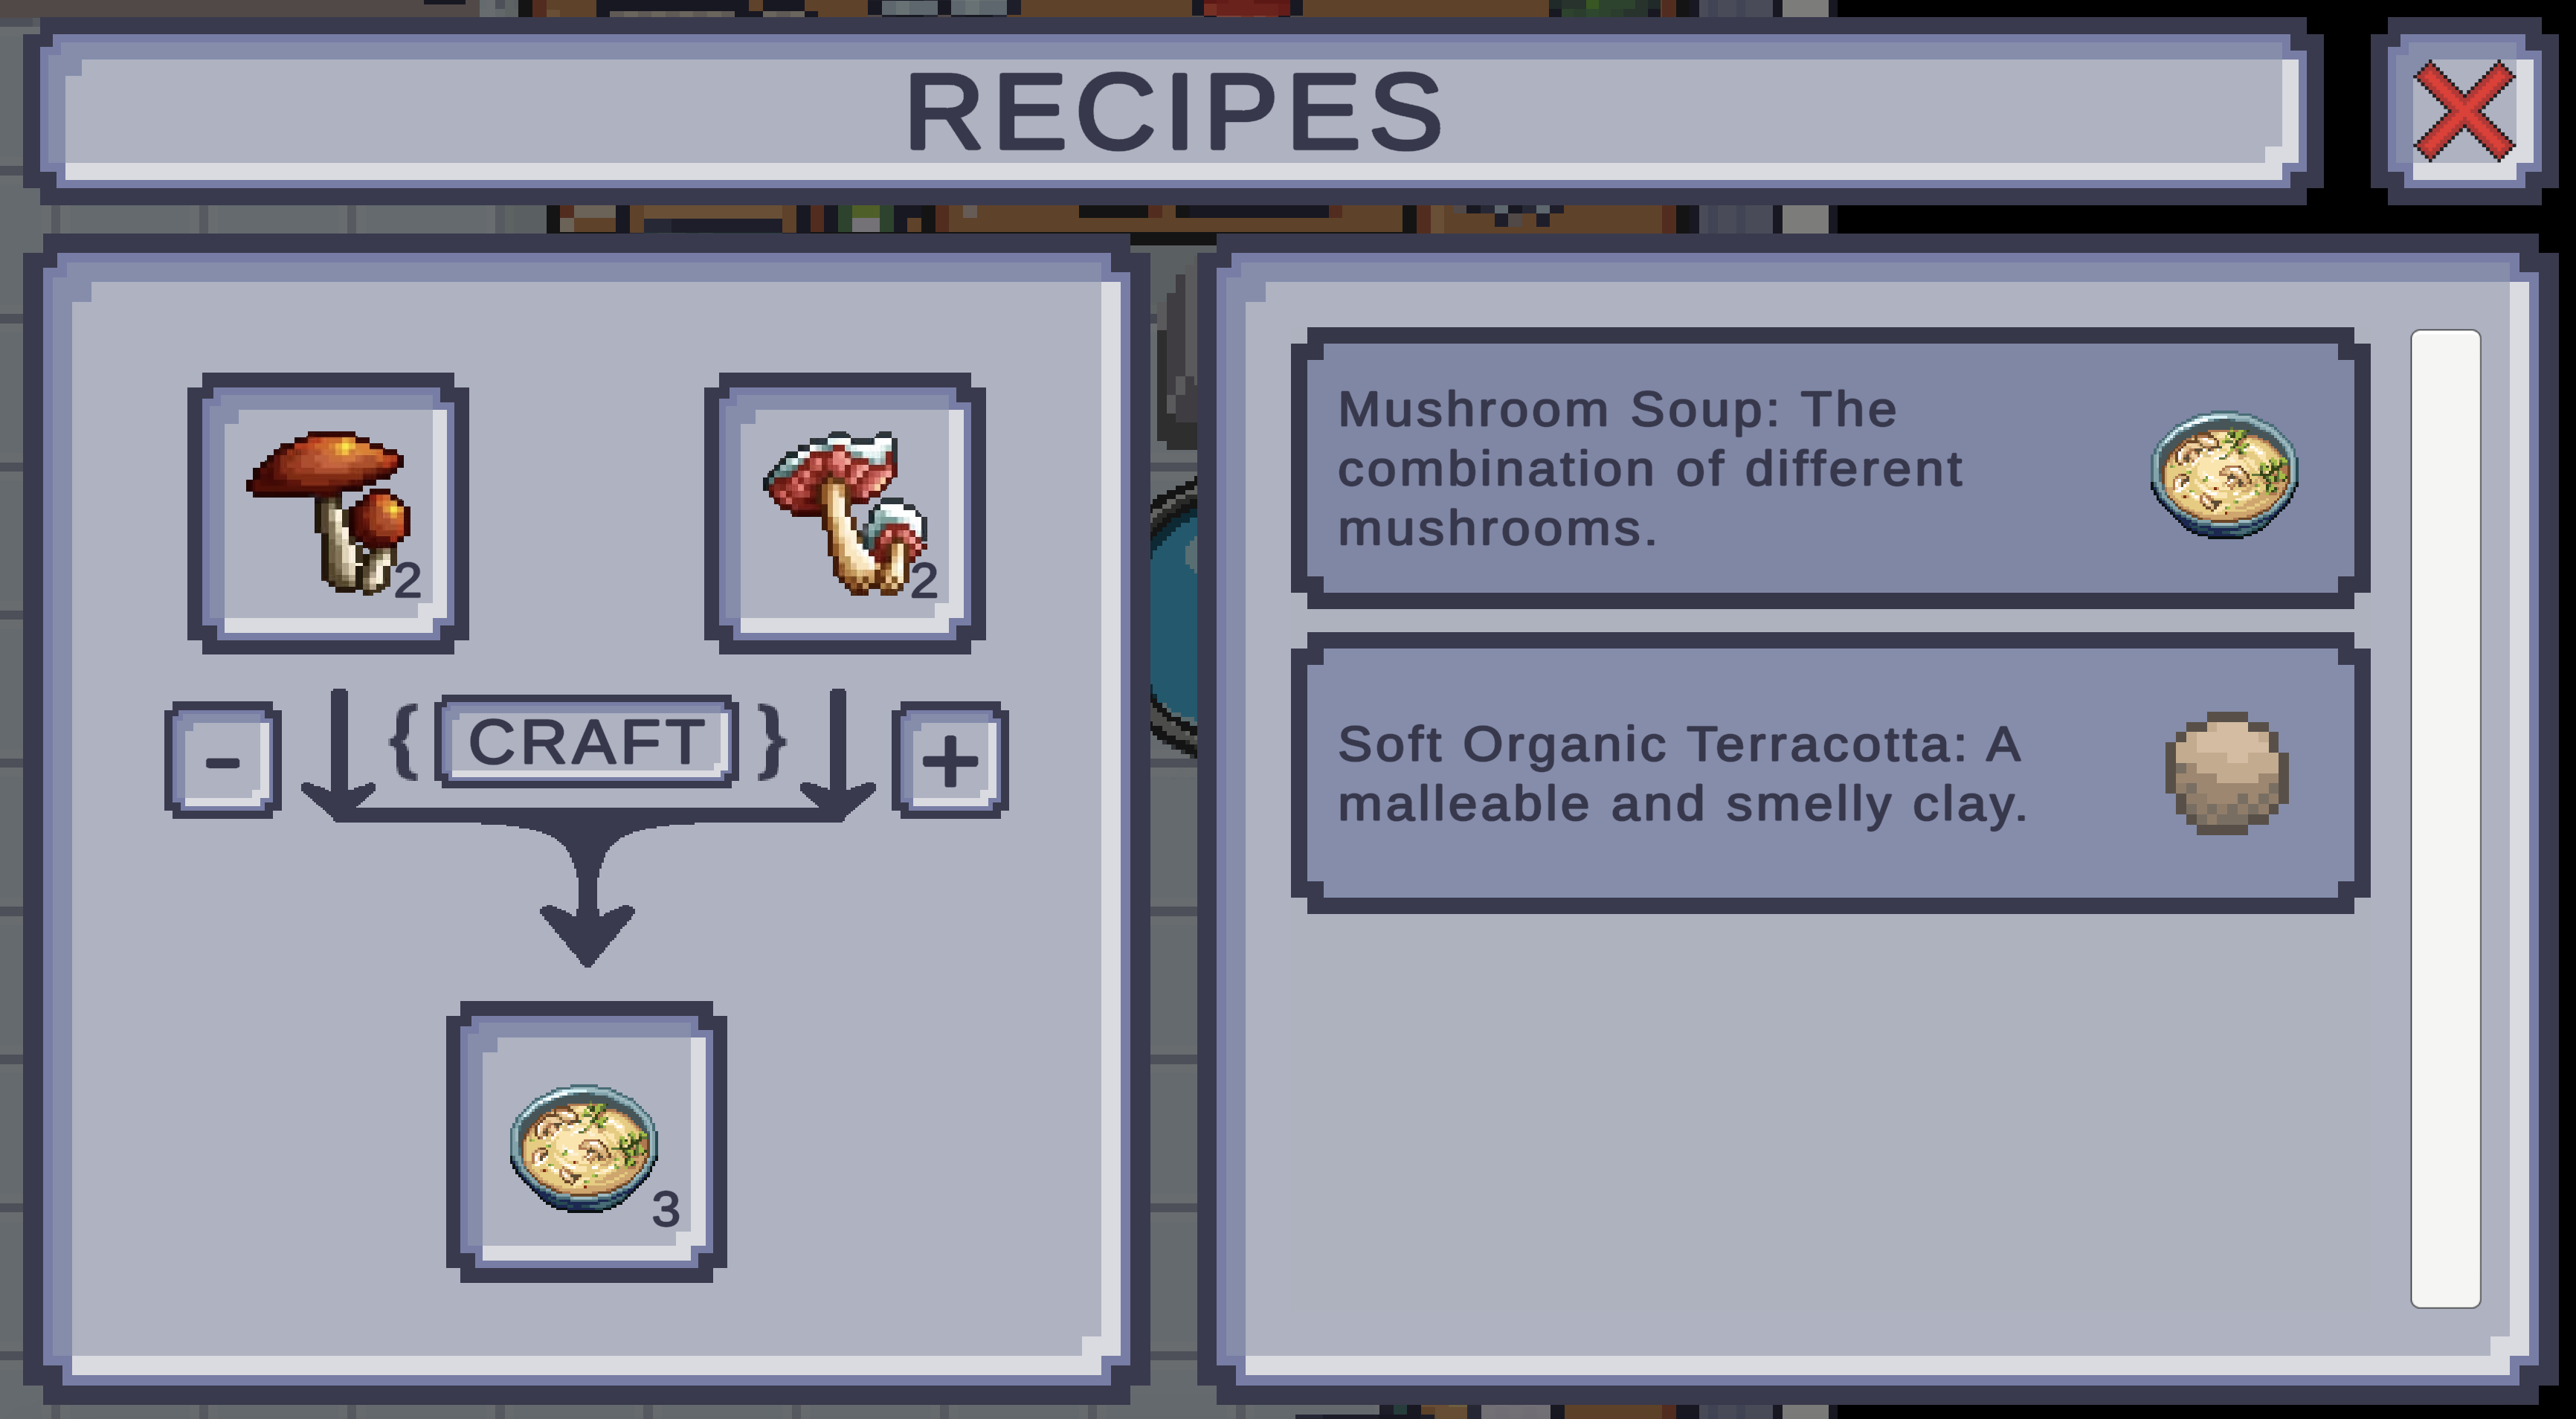 RECIPES
2
2
- { CRAFT } +
3
Mushroom Soup: The
combination of different
mushrooms.
Soft Organic Terracotta: A
malleable and smelly clay.